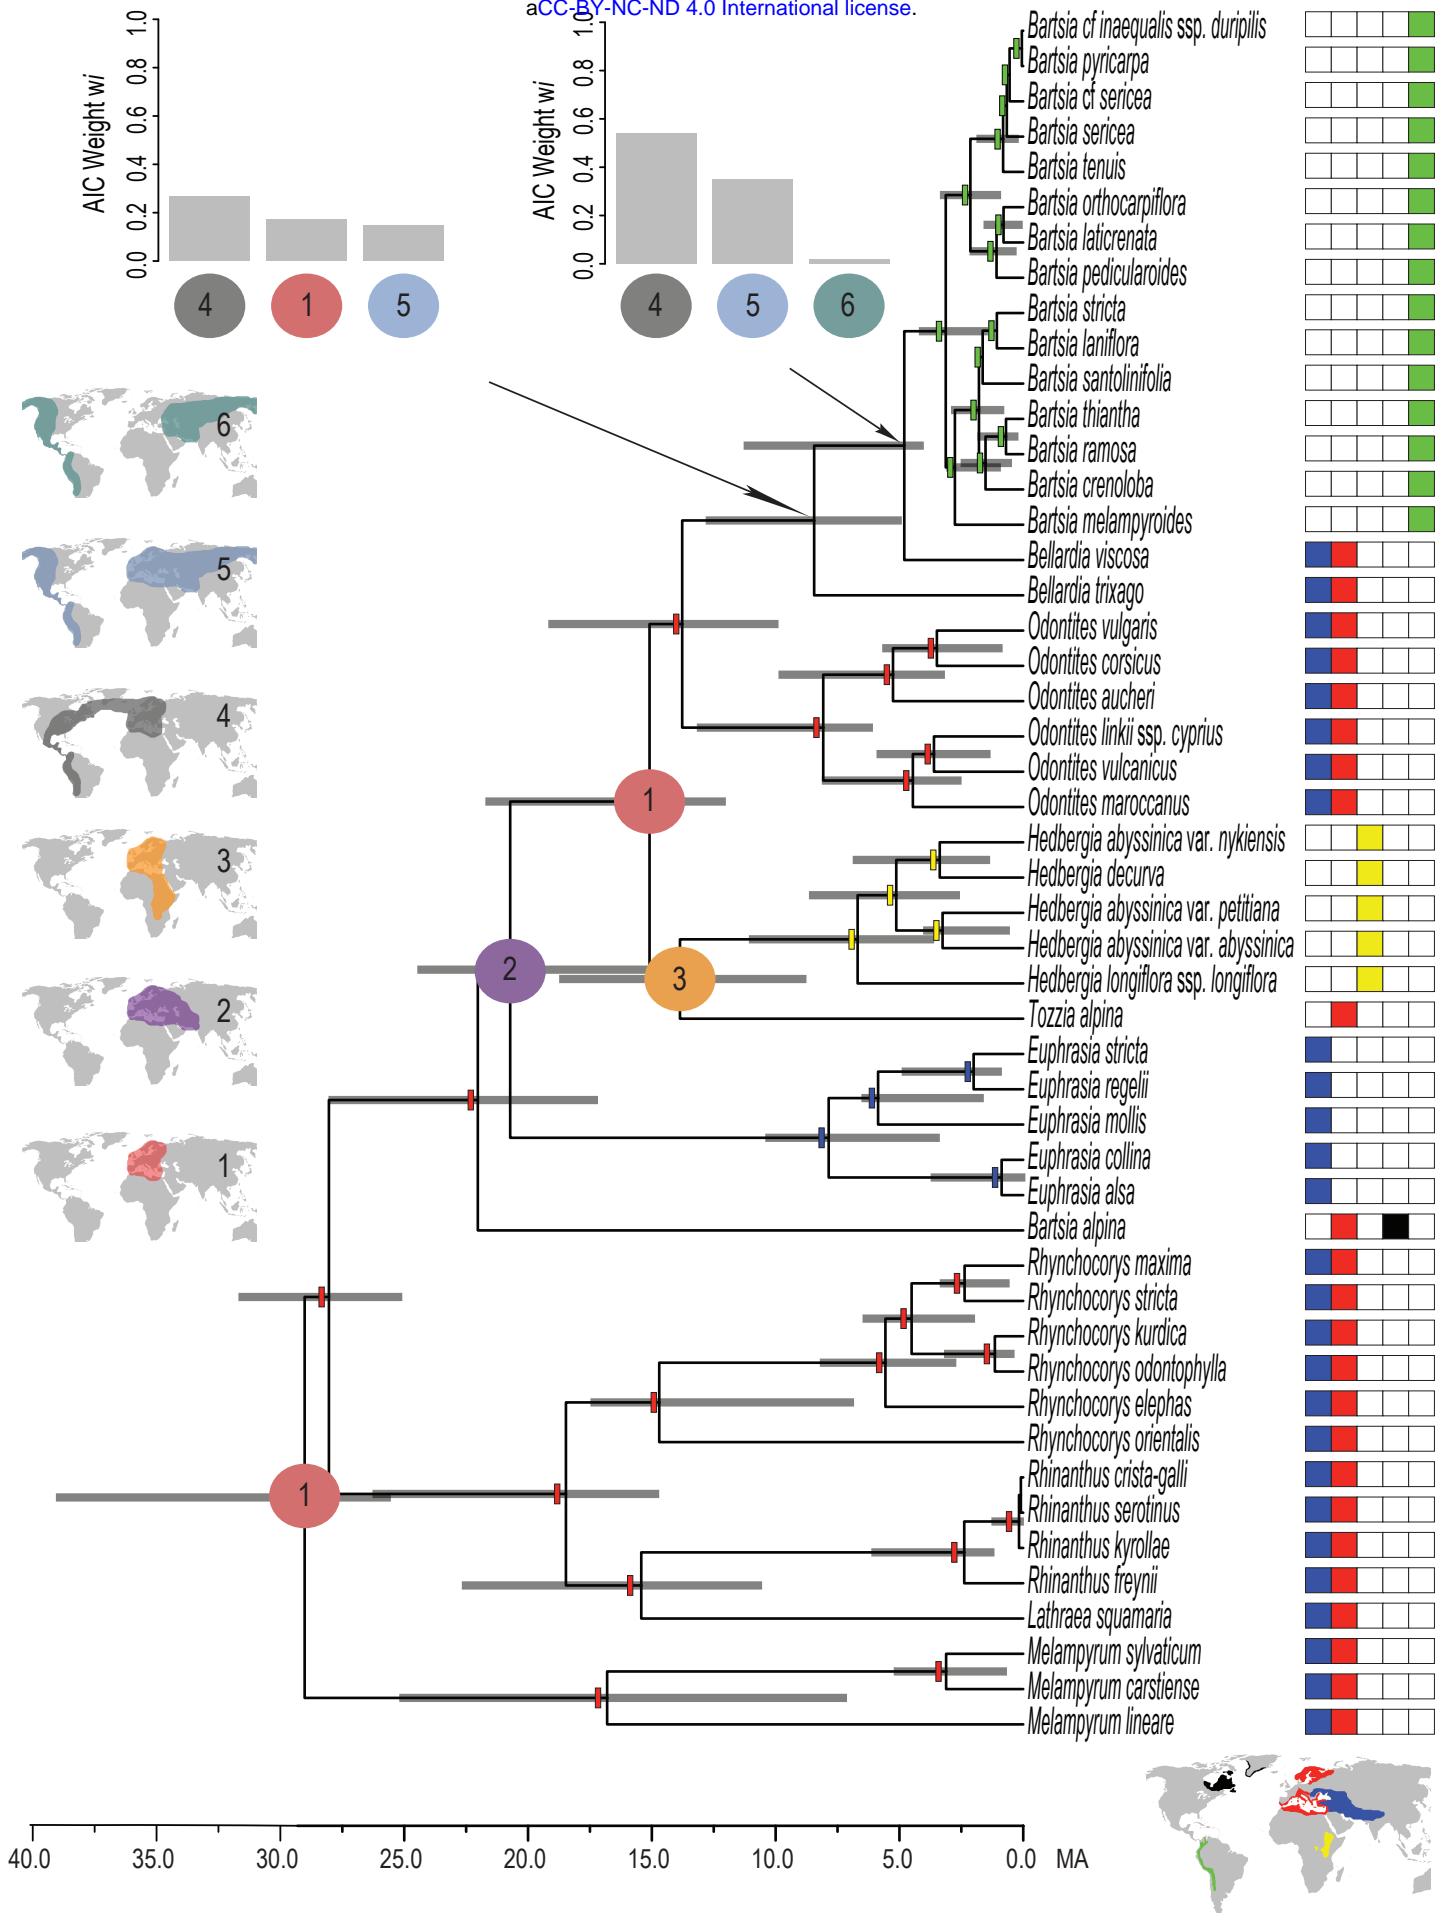 aCC-BY-NC-ND 4.0 International license.
AIC Weight wi
0.0 0.2 0.4 0.6 0.8 1.0
4 1 5
AIC Weight wi
0.0 0.2 0.4 0.6 0.8 1.0
4 5 6
6
5
4
3
2
1
1
2
3
1
Bartsia cf inaequalis ssp. duripilis
Bartsia pyricarpa
Bartsia cf sericea
Bartsia sericea
Bartsia tenuis
Bartsia orthocarpiflora
Bartsia laticrenata
Bartsia pedicularoides
Bartsia stricta
Bartsia laniflora
Bartsia santolinifolia
Bartsia thiantha
Bartsia ramosa
Bartsia crenoloba
Bartsia melampyroides
Bellardia viscosa
Bellardia trixago
Odontites vulgaris
Odontites corsicus
Odontites aucheri
Odontites linkii ssp. cyprius
Odontites vulcanicus
Odontites maroccanus
Hedbergia abyssinica var. nykiensis
Hedbergia decurva
Hedbergia abyssinica var. petitiana
Hedbergia abyssinica var. abyssinica
Hedbergia longiflora ssp. longiflora
Tozzia alpina
Euphrasia stricta
Euphrasia regelii
Euphrasia mollis
Euphrasia collina
Euphrasia alsa
Bartsia alpina
Rhynchocorys maxima
Rhynchocorys stricta
Rhynchocorys kurdica
Rhynchocorys odontophylla
Rhynchocorys elephas
Rhynchocorys orientalis
Rhinanthus crista-galli
Rhinanthus serotinus
Rhinanthus kyrollae
Rhinanthus freynii
Lathraea squamaria
Melampyrum sylvaticum
Melampyrum carstiense
Melampyrum lineare
40.0 35.0 30.0 25.0 20.0 15.0 10.0 5.0 0.0 MA